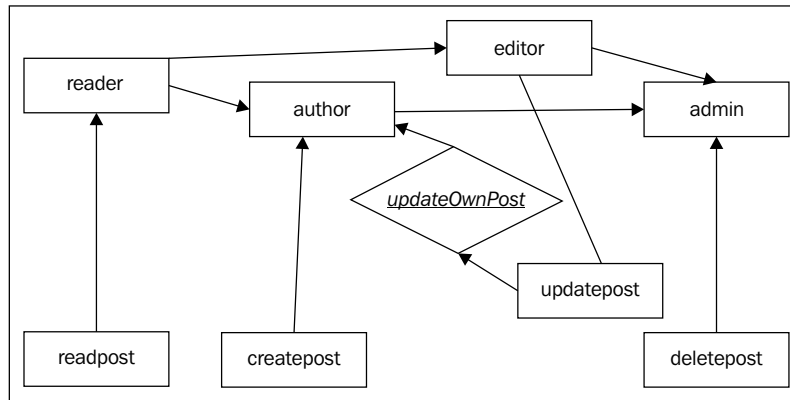 editor
reader
author
admin
updateOwnPost
updatepost
readpost
createpost
deletepost